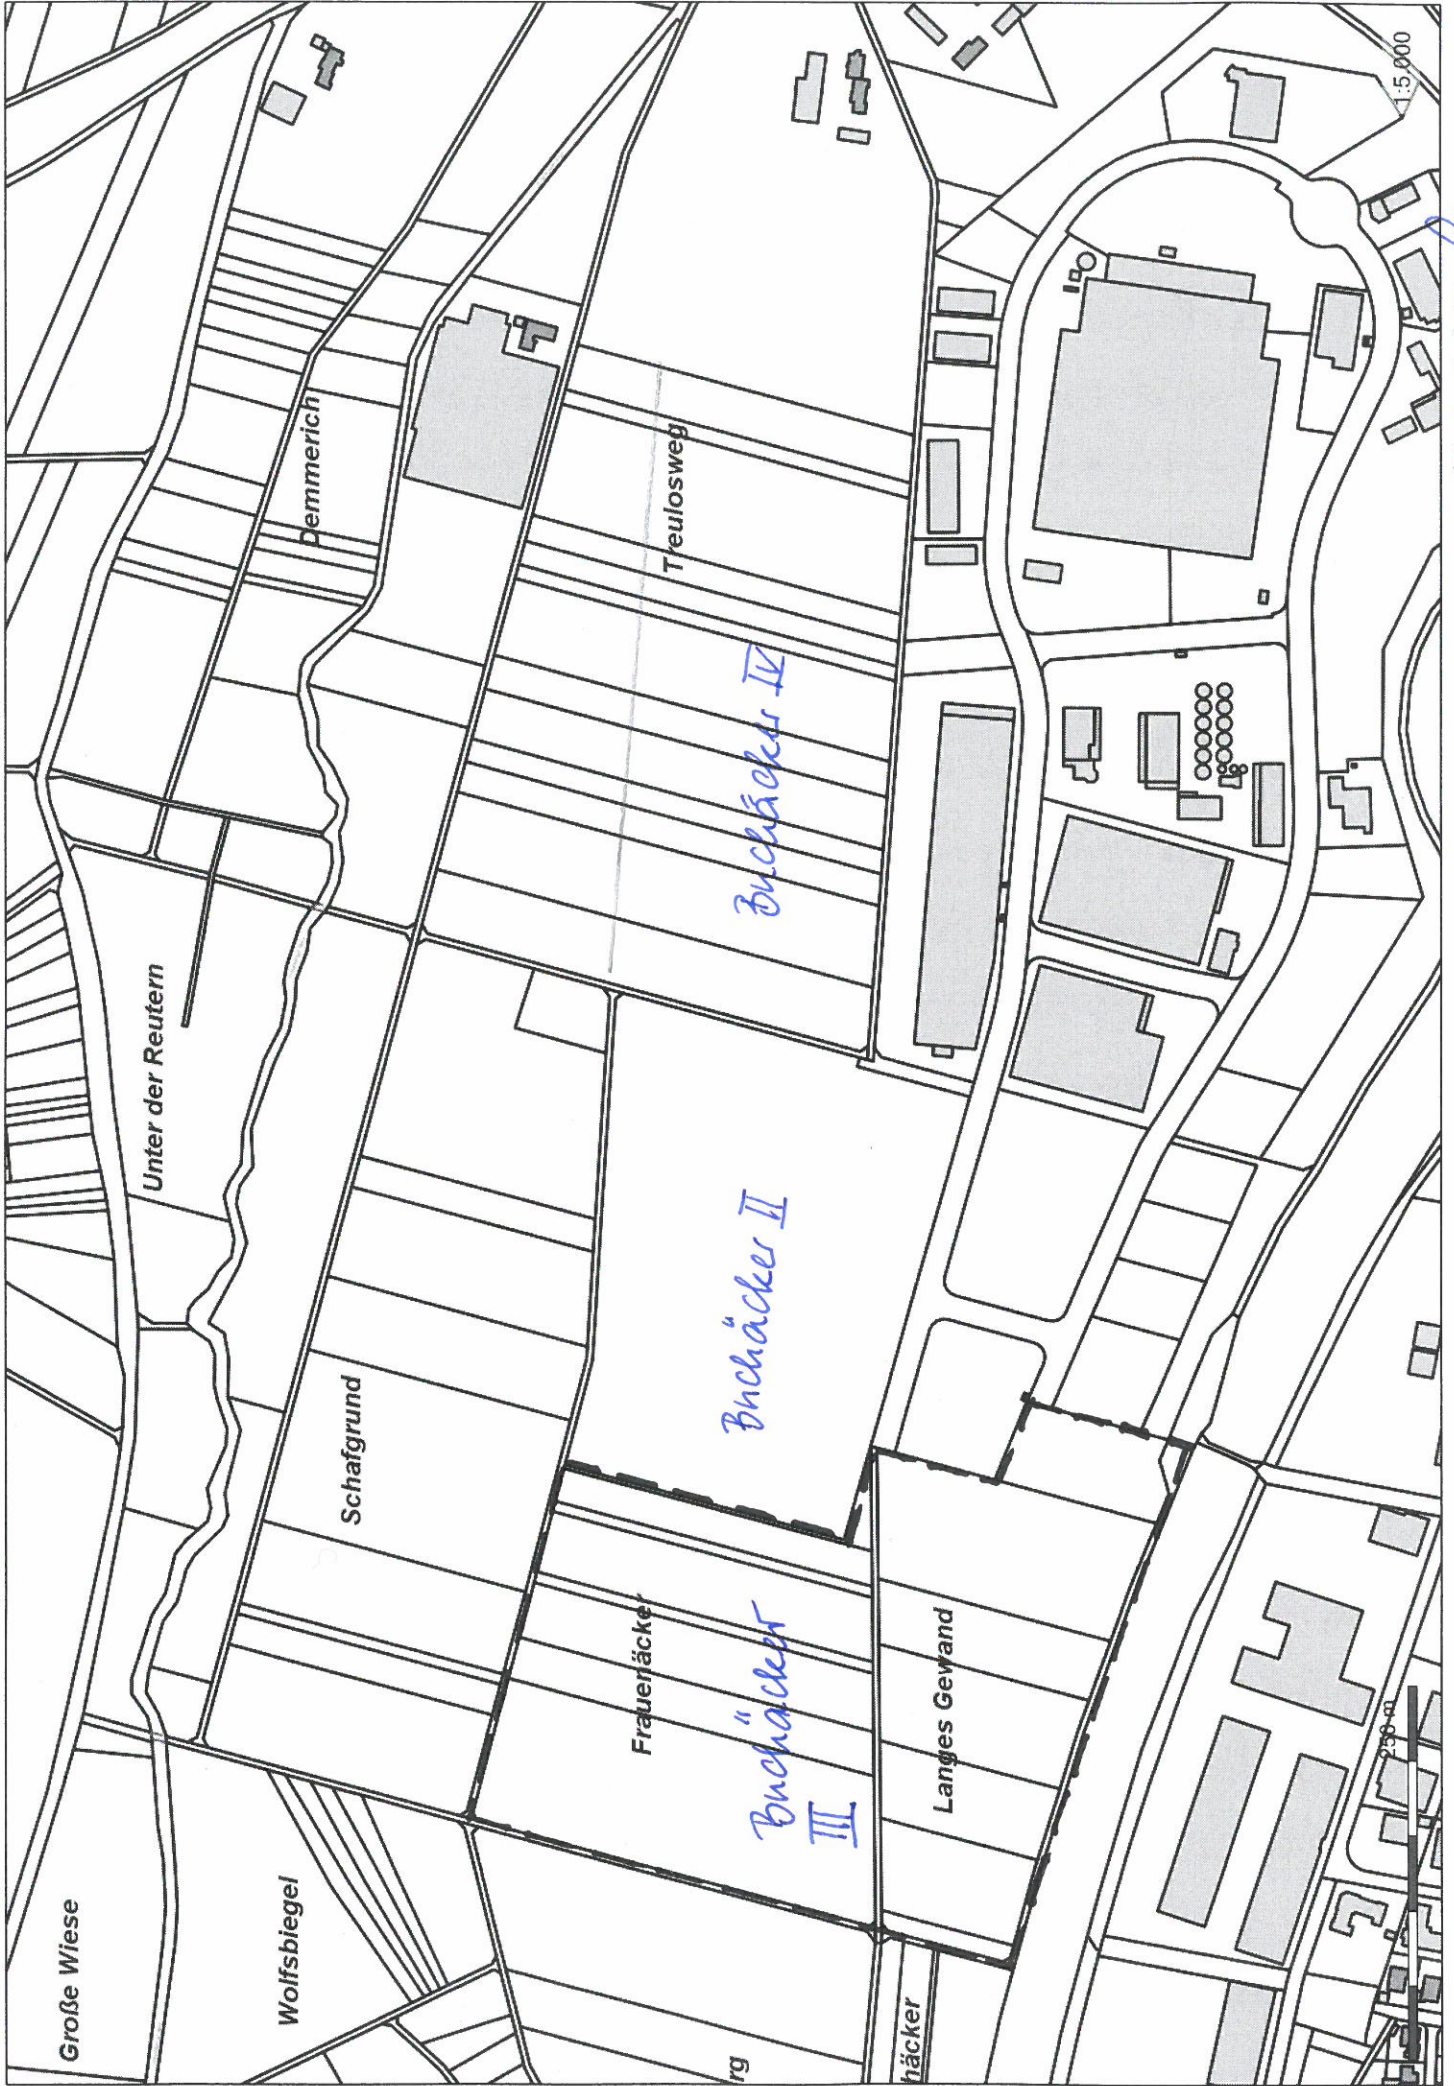 Große Wiese
Wolfsbiegel
Unter der Reutern
Demmerich
Schafgrund
Treulosweg
Frauenäcker
Buchäcker IV
Buchäcker II
Buchäcker
III
Langes Gewand
rg
häcker
250 m
1:5.000